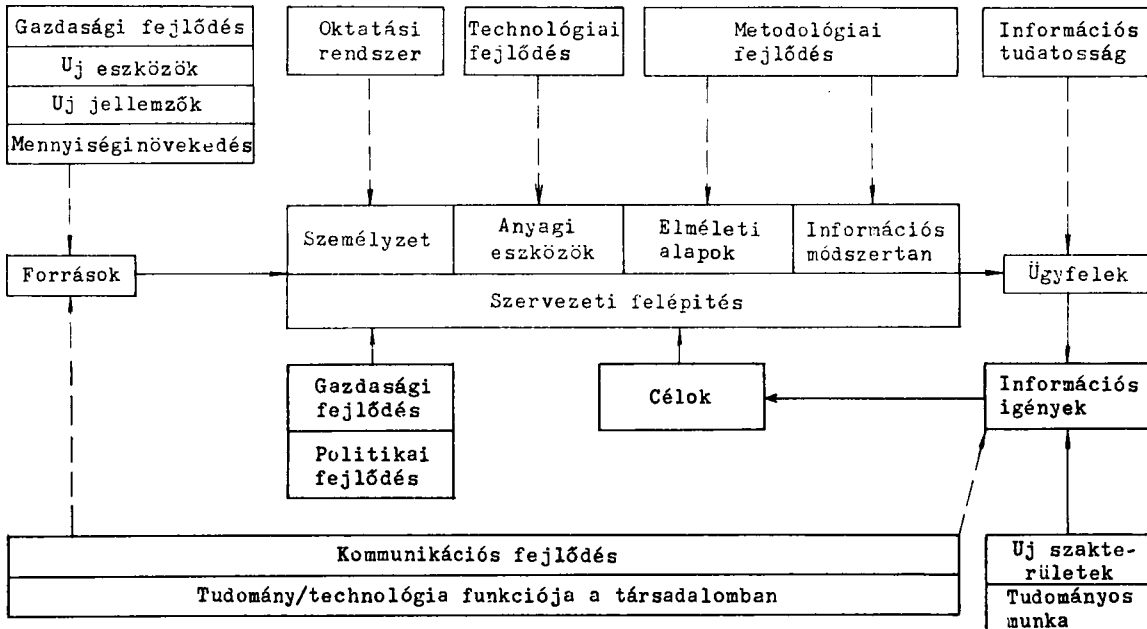 Gazdasági fejlődés
Uj eszközök
Uj jellemzők
Mennyiséginövekedés
Oktatási
rendszer
Technológiai
fejlődés
Metodológiai
fejlődés
Információs
tudatosság
Források
Személyzet
Anyagi
eszközök
Elméleti
alapok
Információs
módszertan
Szervezeti felépités
Ügyfelek
Gazdasági
fejlődés
Politikai
fejlődés
Célok
Információs
igények
Kommunikációs fejlődés
Tudomány/technológia funkciója a társadalomban
Uj szakte-
rületek
Tudományos
munka